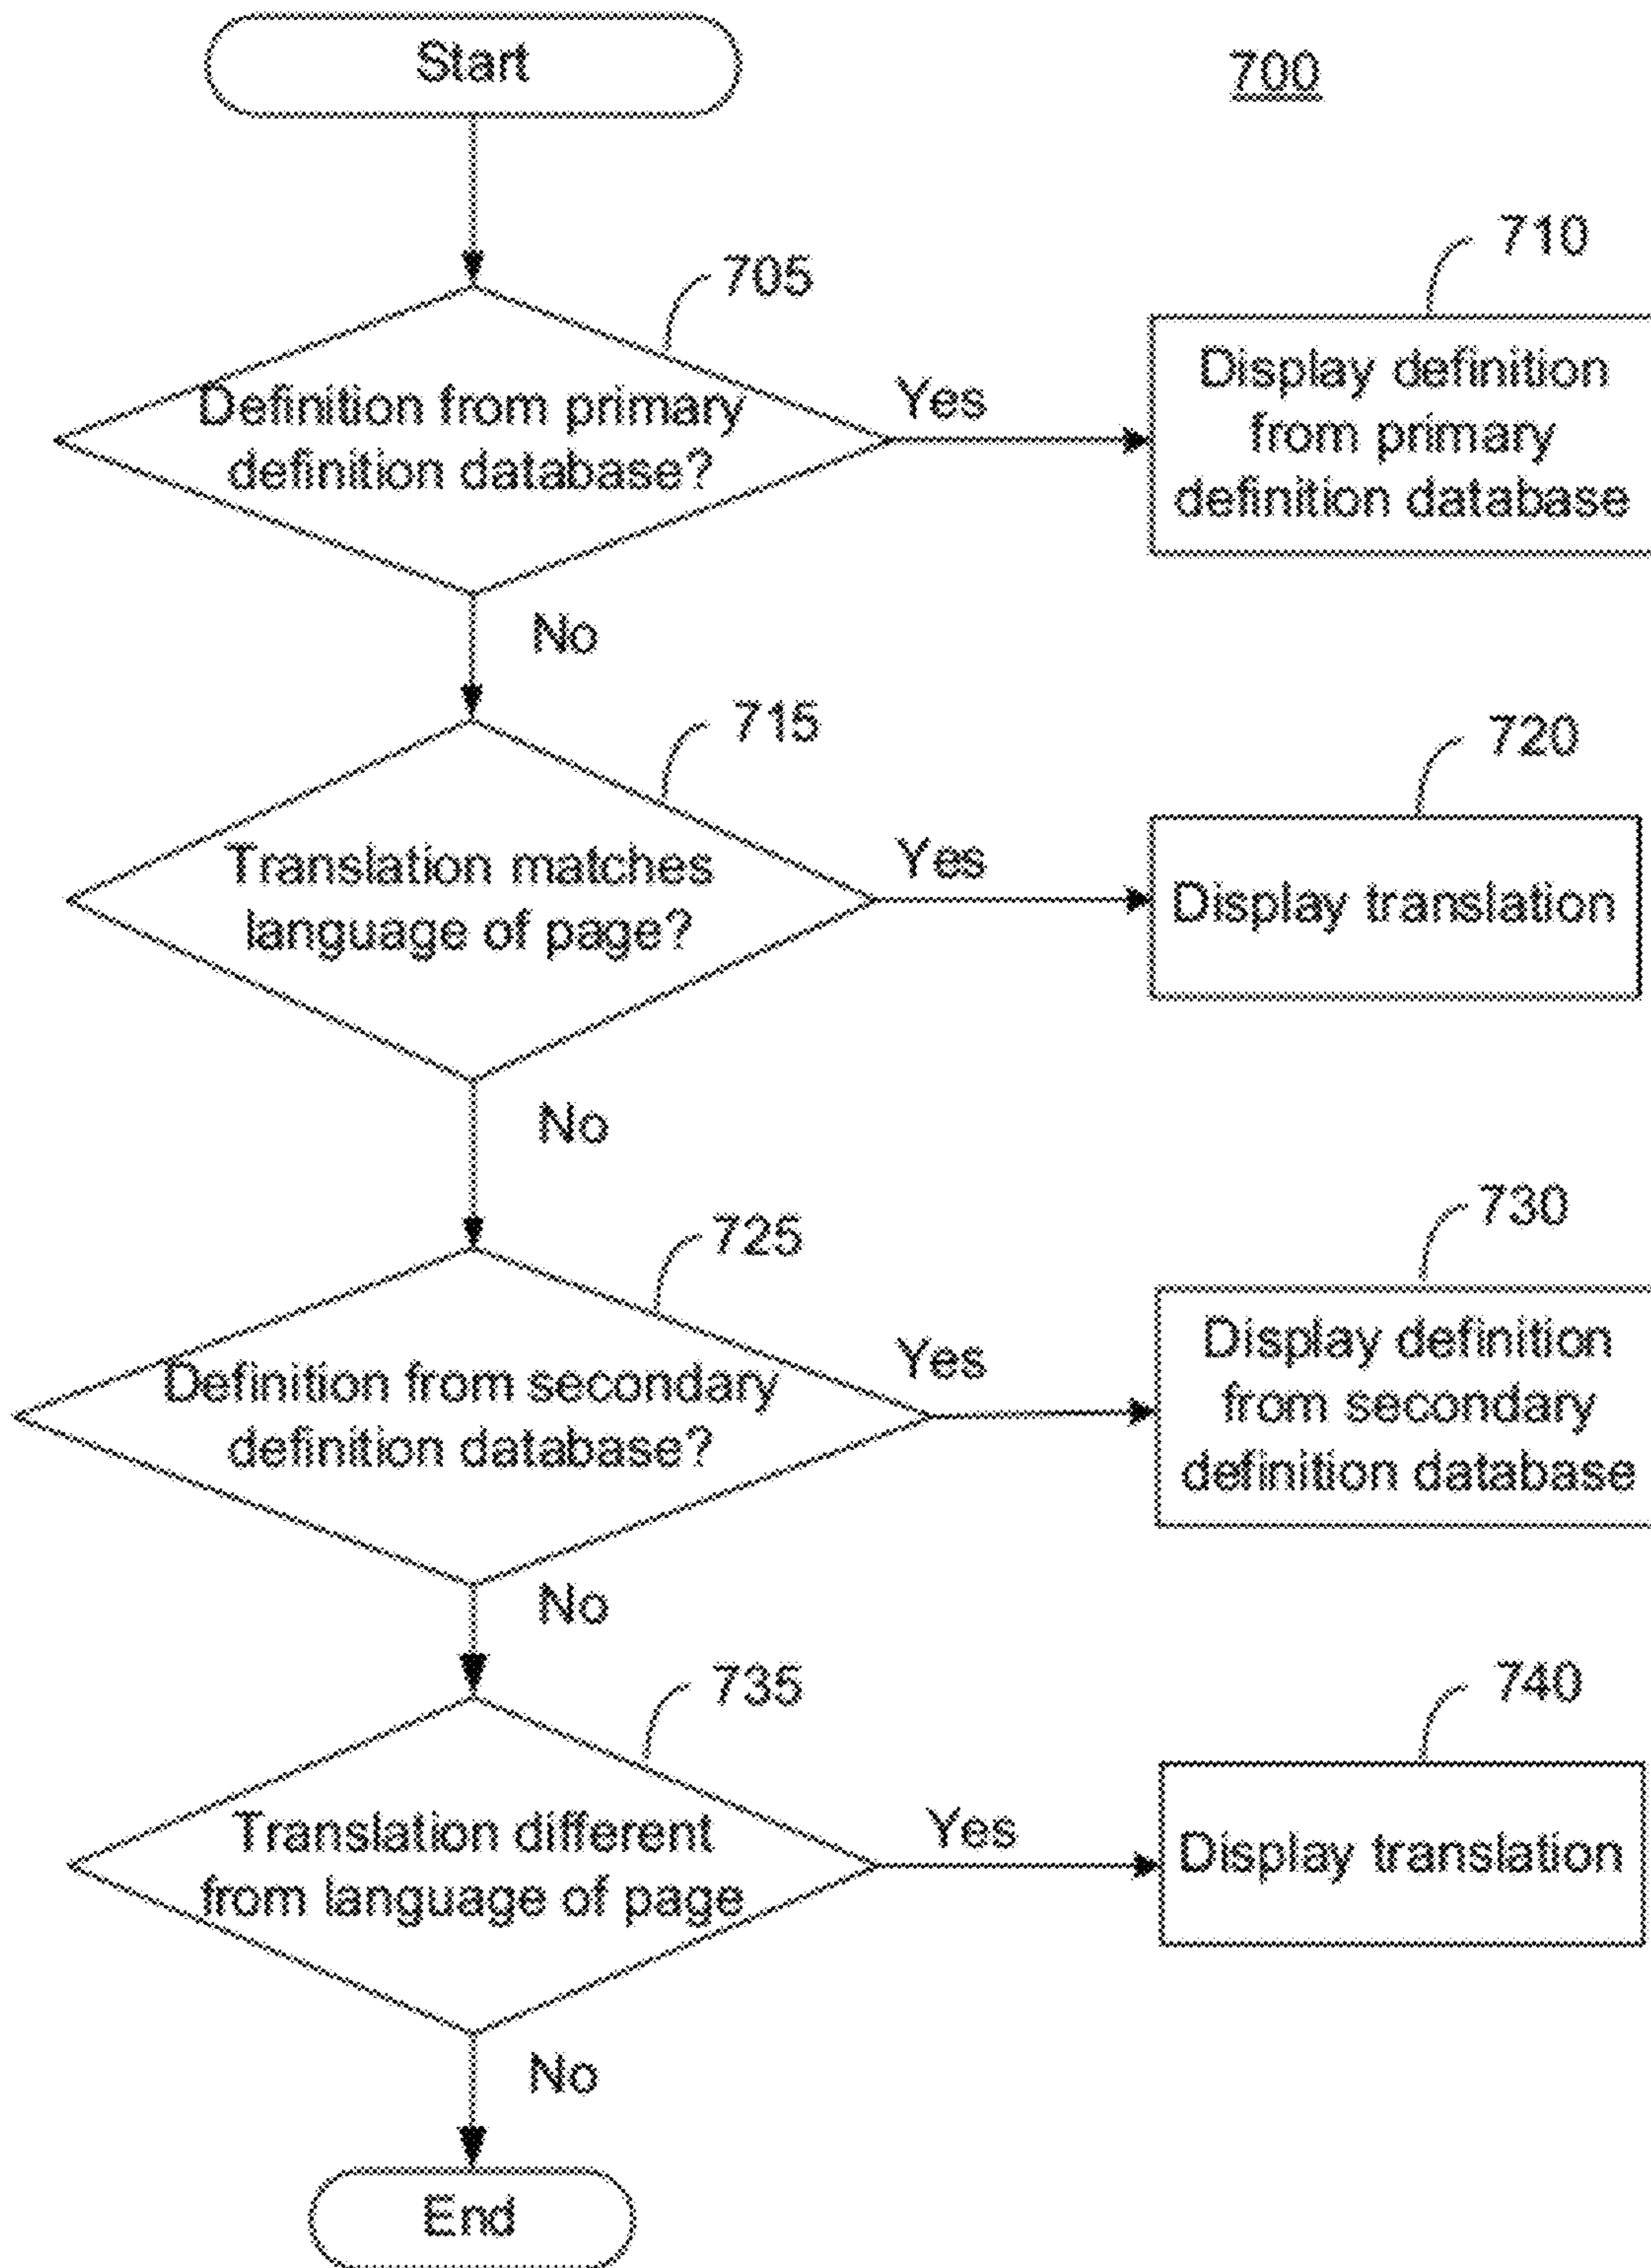 Start
700
705
710
Definition from primary
definition database?
Yes
Display definition
from primary
definition database
No
715
720
Translation matches
language of page?
Yes
Display translation
No
725
730
Definition from secondary
definition database?
Yes
Display definition
from secondary
definition database
No
735
740
Translation different
from language of page
Yes
Display translation
No
End